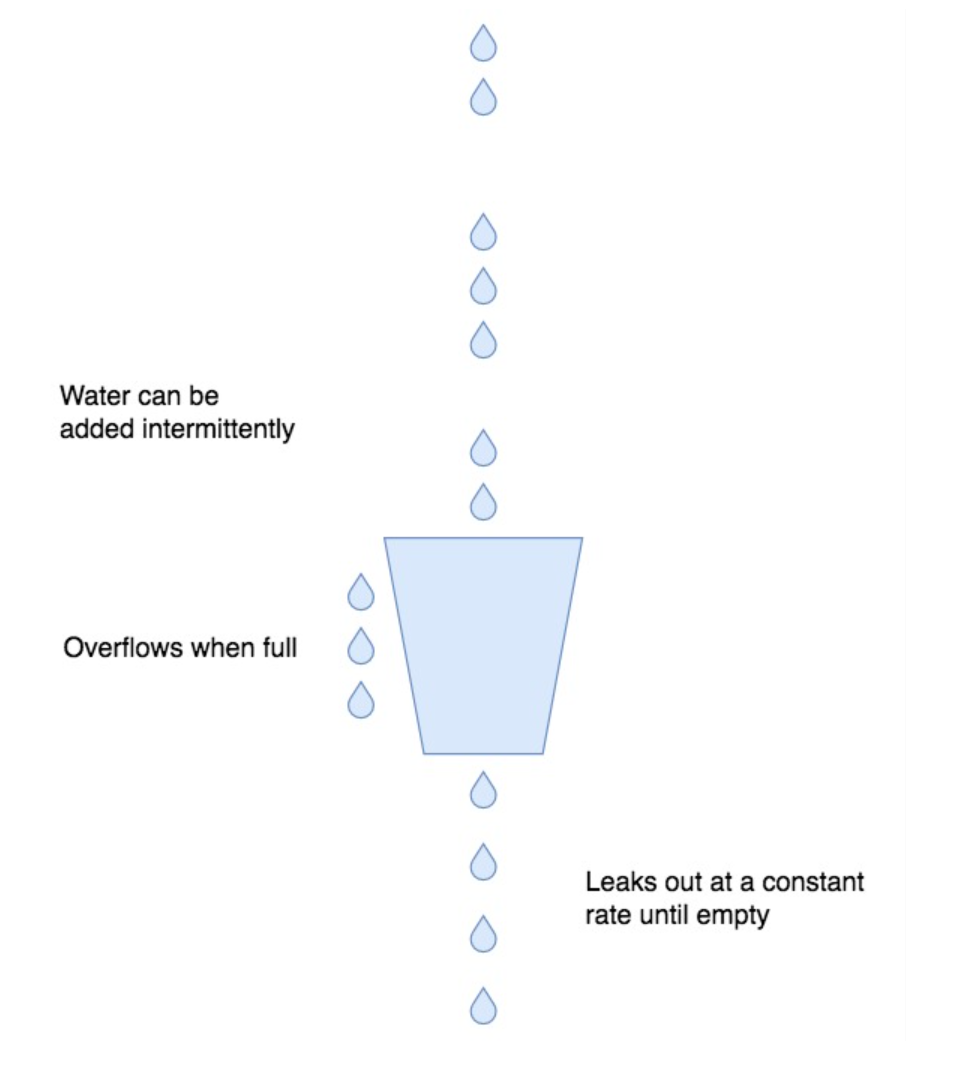 Water can be
added intermittently
Overflows when full
Leaks out at a constant
rate until empty